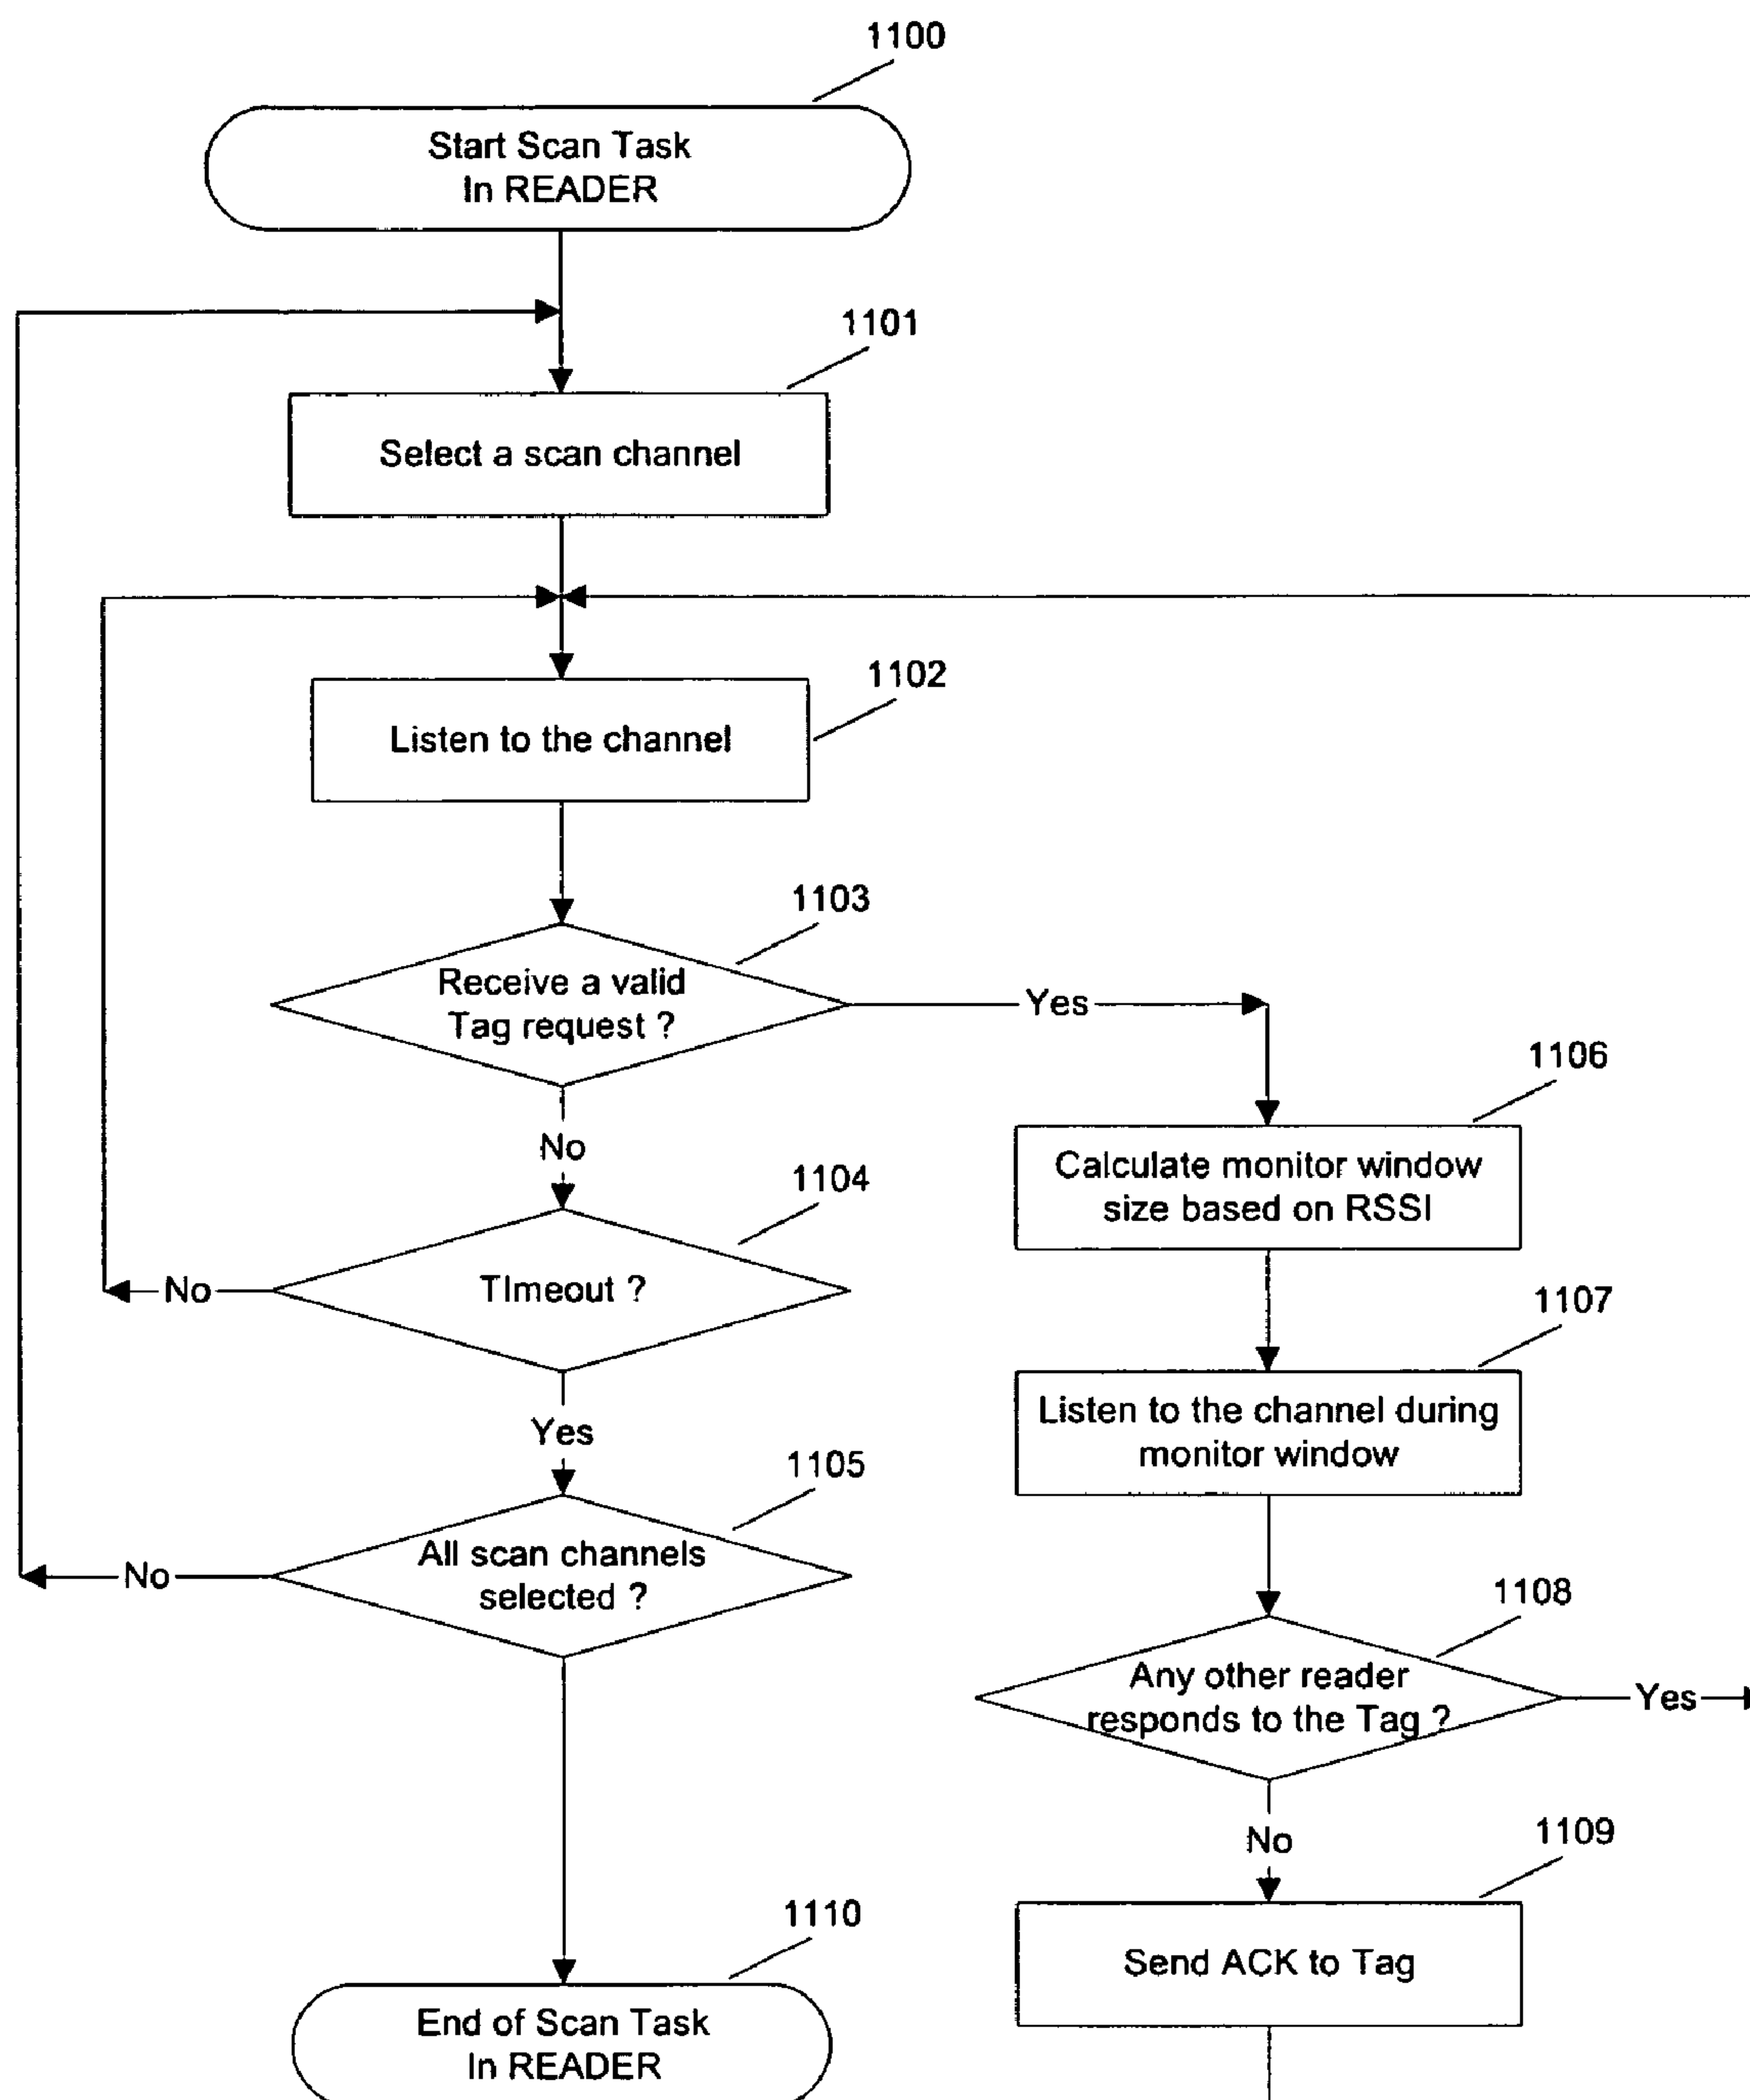 1100
Start Scan Task
In READER
1101
Select a scan channel
1102
Listen to the channel
1103
Receive a valid
Tag request ?
Yes
No
1104
TImeout ?
No
Yes
1105
All scan channels
selected ?
No
1106
Calculate monitor window
size based on RSSI
1107
Listen to the channel during
monitor window
1108
Any other reader
responds to the Tag ?
Yes
No
1109
Send ACK to Tag
1110
End of Scan Task
In READER